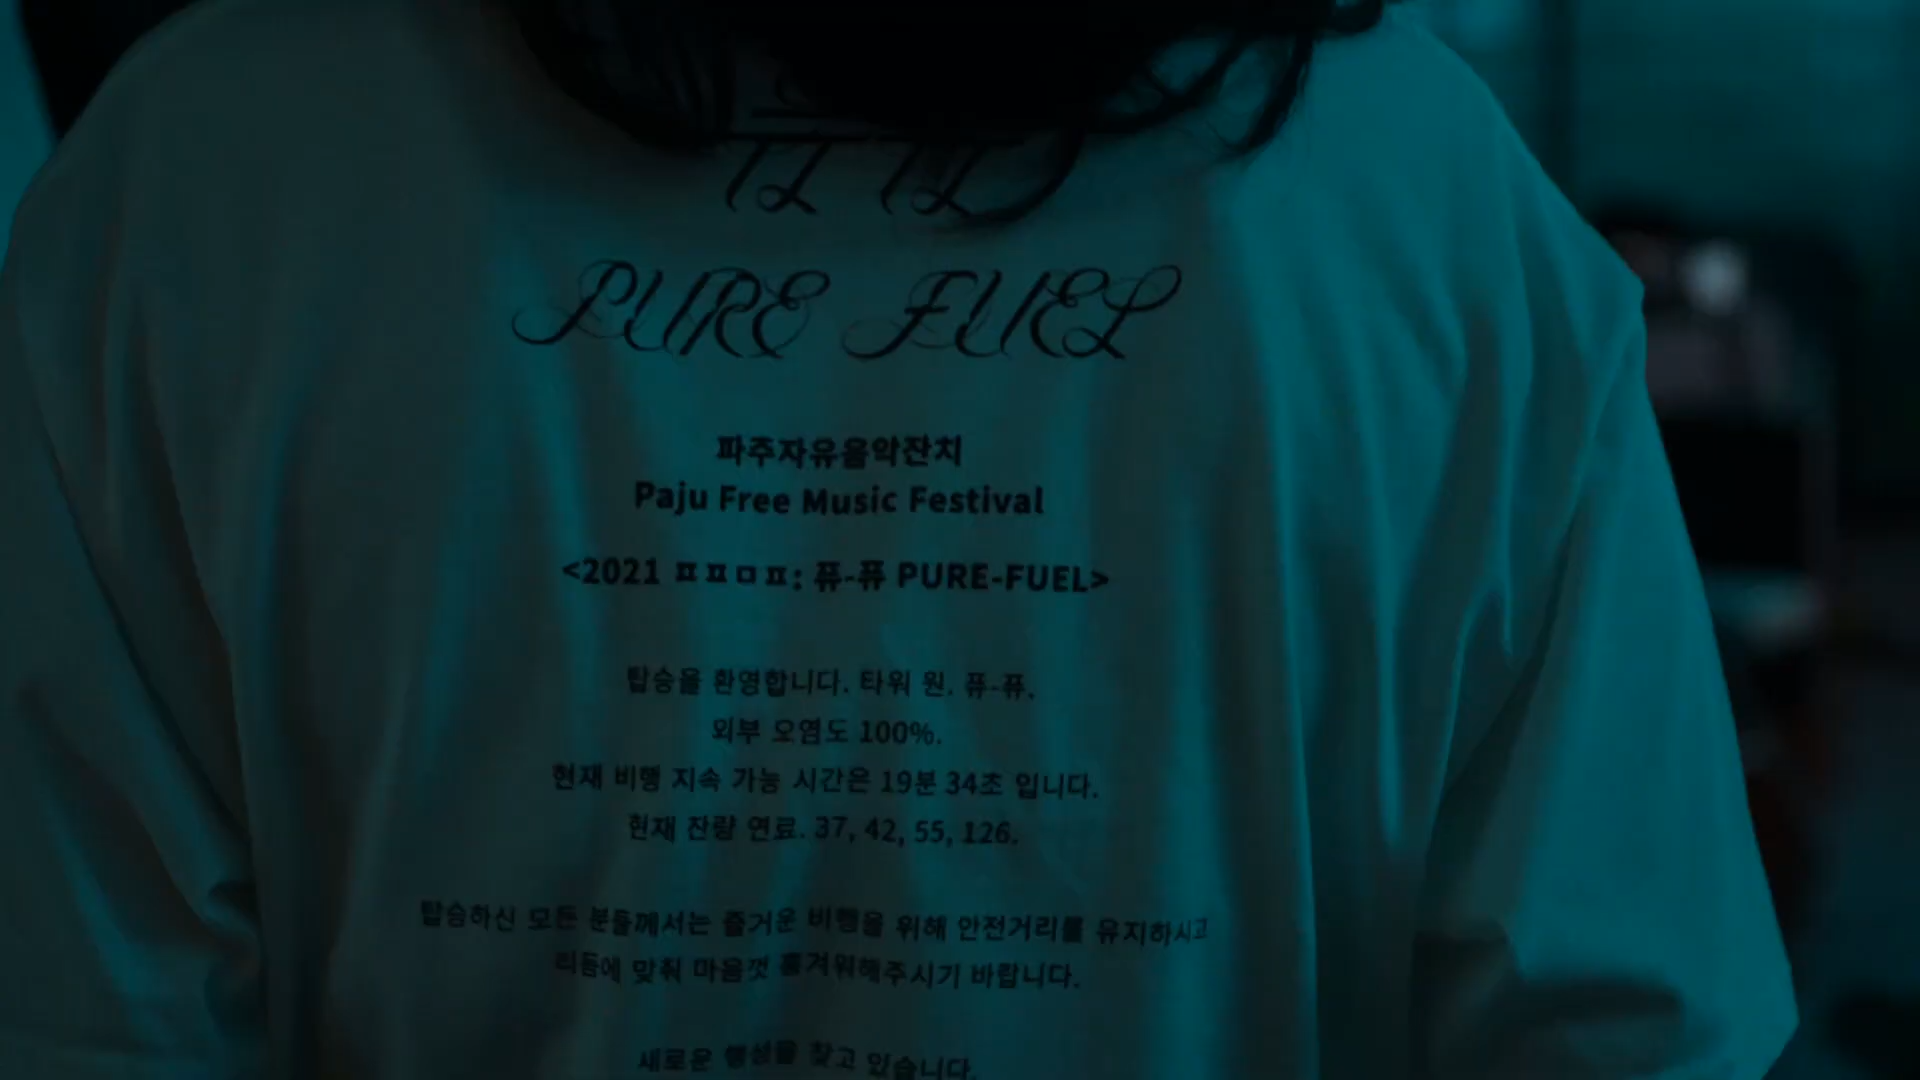 PURE FUEL
파주자유음악잔치
Paju Free Music Festival
<2021 ㅍㅍㅁㅍ: 퓨-퓨 PURE-FUEL>
탑승을 환영합니다. 타워 원. 퓨-퓨.
외부 오염도 100%.
현재 비행 지속 가능 시간은 19분 34초 입니다.
현재 잔량 연료. 37, 42, 55, 126.
탑승하신 모든 분들께서는 즐거운 비행을 위해 안전거리를 유지하시고
리듬에 맞춰 마음껏 흥겨워해주시기 바랍니다.
새로운 행성을 찾고 있습니다.